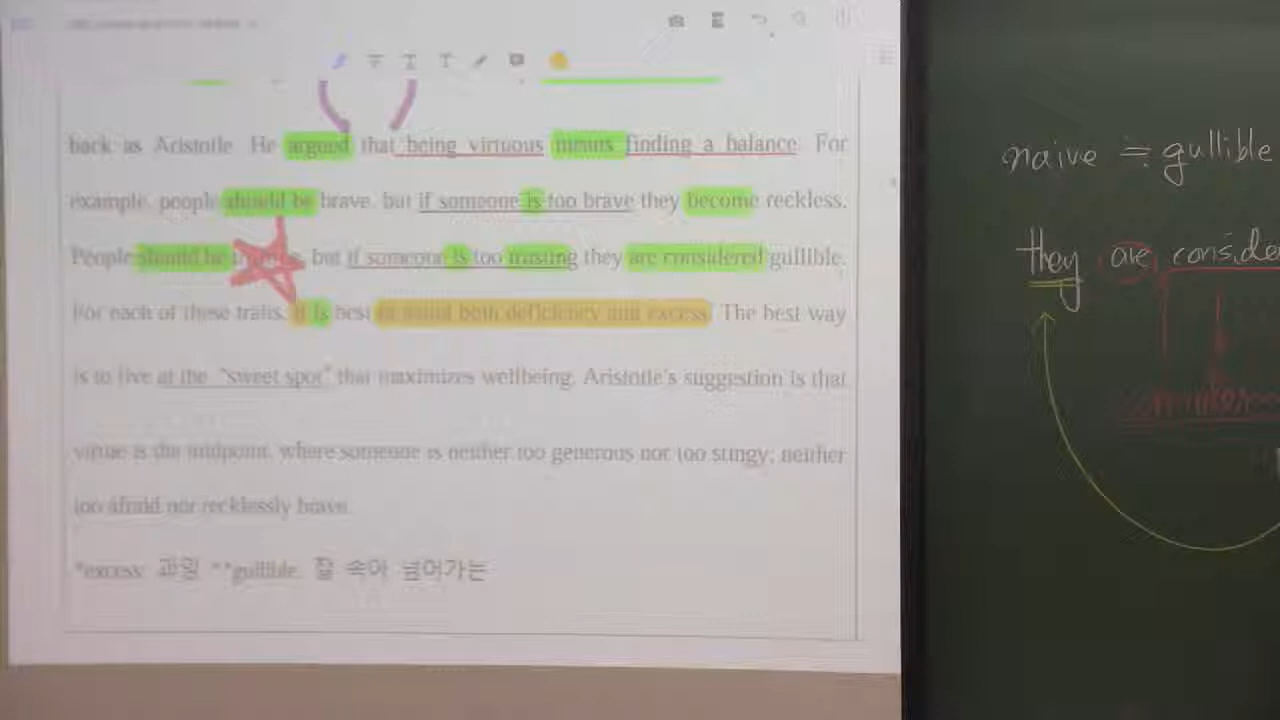 back as Aristotle. He argued that being virtuous means finding a balance. For
example, people should be brave, but if someone is too brave they become reckless.
People should be but if someone is too trusting they are considered gullible.
For each of these traits, it is best to avoid both deficiency and excess. The best way
is to live at the "sweet spot" that maximizes wellbeing. Aristotle's suggestion is that
virtue is the midpoint, where someone is neither too generous nor too stingy, neither
too afraid nor recklessly brave.
*excess: 과잉 **gullible: 잘 속아 넘어가는
naive ≒ gullible
they are conside